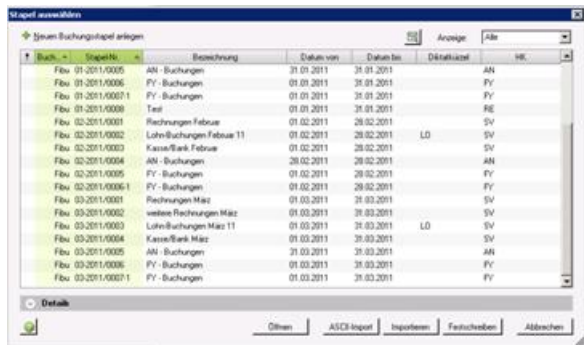 Stapel auswählen
Neuen Buchungsstapel anlegen Anzeige: Alle
! Buch... Stapel-Nr. Bezeichnung Datum von Datum bis Diktatkürzel HK
Fibu 01-2011/0005 AN - Buchungen 31.01.2011 31.01.2011 AN
Fibu 01-2011/0006 FY - Buchungen 01.01.2011 31.01.2011 FY
Fibu 01-2011/0007-1 FY - Buchungen 01.01.2011 31.01.2011 FY
Fibu 01-2011/0008 Test 01.01.2011 31.01.2011 RE
Fibu 02-2011/0001 Rechnungen Februar 01.02.2011 28.02.2011 SV
Fibu 02-2011/0002 Lohn-Buchungen Februar 11 01.02.2011 28.02.2011 LO SV
Fibu 02-2011/0003 Kasse/Bank Februar 01.02.2011 28.02.2011 SV
Fibu 02-2011/0004 AN - Buchungen 28.02.2011 28.02.2011 AN
Fibu 02-2011/0005 FY - Buchungen 01.02.2011 28.02.2011 FY
Fibu 02-2011/0006-1 FY - Buchungen 01.02.2011 28.02.2011 FY
Fibu 03-2011/0001 Rechnungen März 01.03.2011 31.03.2011 SV
Fibu 03-2011/0002 weitere Rechnungen März 01.03.2011 31.03.2011 SV
Fibu 03-2011/0003 Lohn-Buchungen März 11 01.03.2011 31.03.2011 LO SV
Fibu 03-2011/0004 Kasse/Bank März 01.03.2011 31.03.2011 SV
Fibu 03-2011/0005 AN - Buchungen 31.03.2011 31.03.2011 AN
Fibu 03-2011/0006 FY - Buchungen 01.03.2011 31.03.2011 FY
Fibu 03-2011/0007-1 FY - Buchungen 01.03.2011 31.03.2011 FY
Details
Öffnen ASCII-Import Importieren Festschreiben Abbrechen